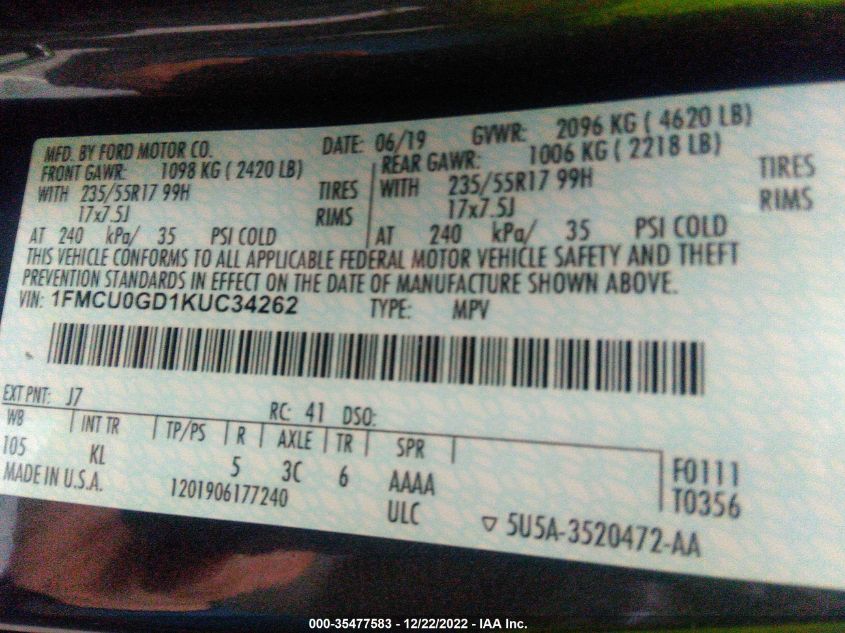 MFD. BY FORD MOTOR CO. DATE: 06/19 GVWR: 2096 KG ( 4620 LB)
FRONT GAWR: 1098 KG ( 2420 LB) REAR GAWR: 1006 KG ( 2218 LB)
WITH 235/55R17 99H TIRES WITH 235/55R17 99H TIRES
17x7.5J RIMS 17x7.5J RIMS
AT 240 kPa/ 35 PSI COLD AT 240 kPa/ 35 PSI COLD
THIS VEHICLE CONFORMS TO ALL APPLICABLE FEDERAL MOTOR VEHICLE SAFETY AND THEFT
PREVENTION STANDARDS IN EFFECT ON THE DATE OF MANUFACTURE SHOWN ABOVE.
VIN: 1FMCU0GD1KUC34262 TYPE: MPV
EXT PNT: J7 RC: 41 DSO:
WB INT TR TP/PS R AXLE TR SPR
105 KL 5 3C 6 AAAA F0111
MADE IN U.S.A. 1201906177240 ULC T0356
5U5A-3520472-AA
000-35477583 - 12/22/2022 - IAA Inc.